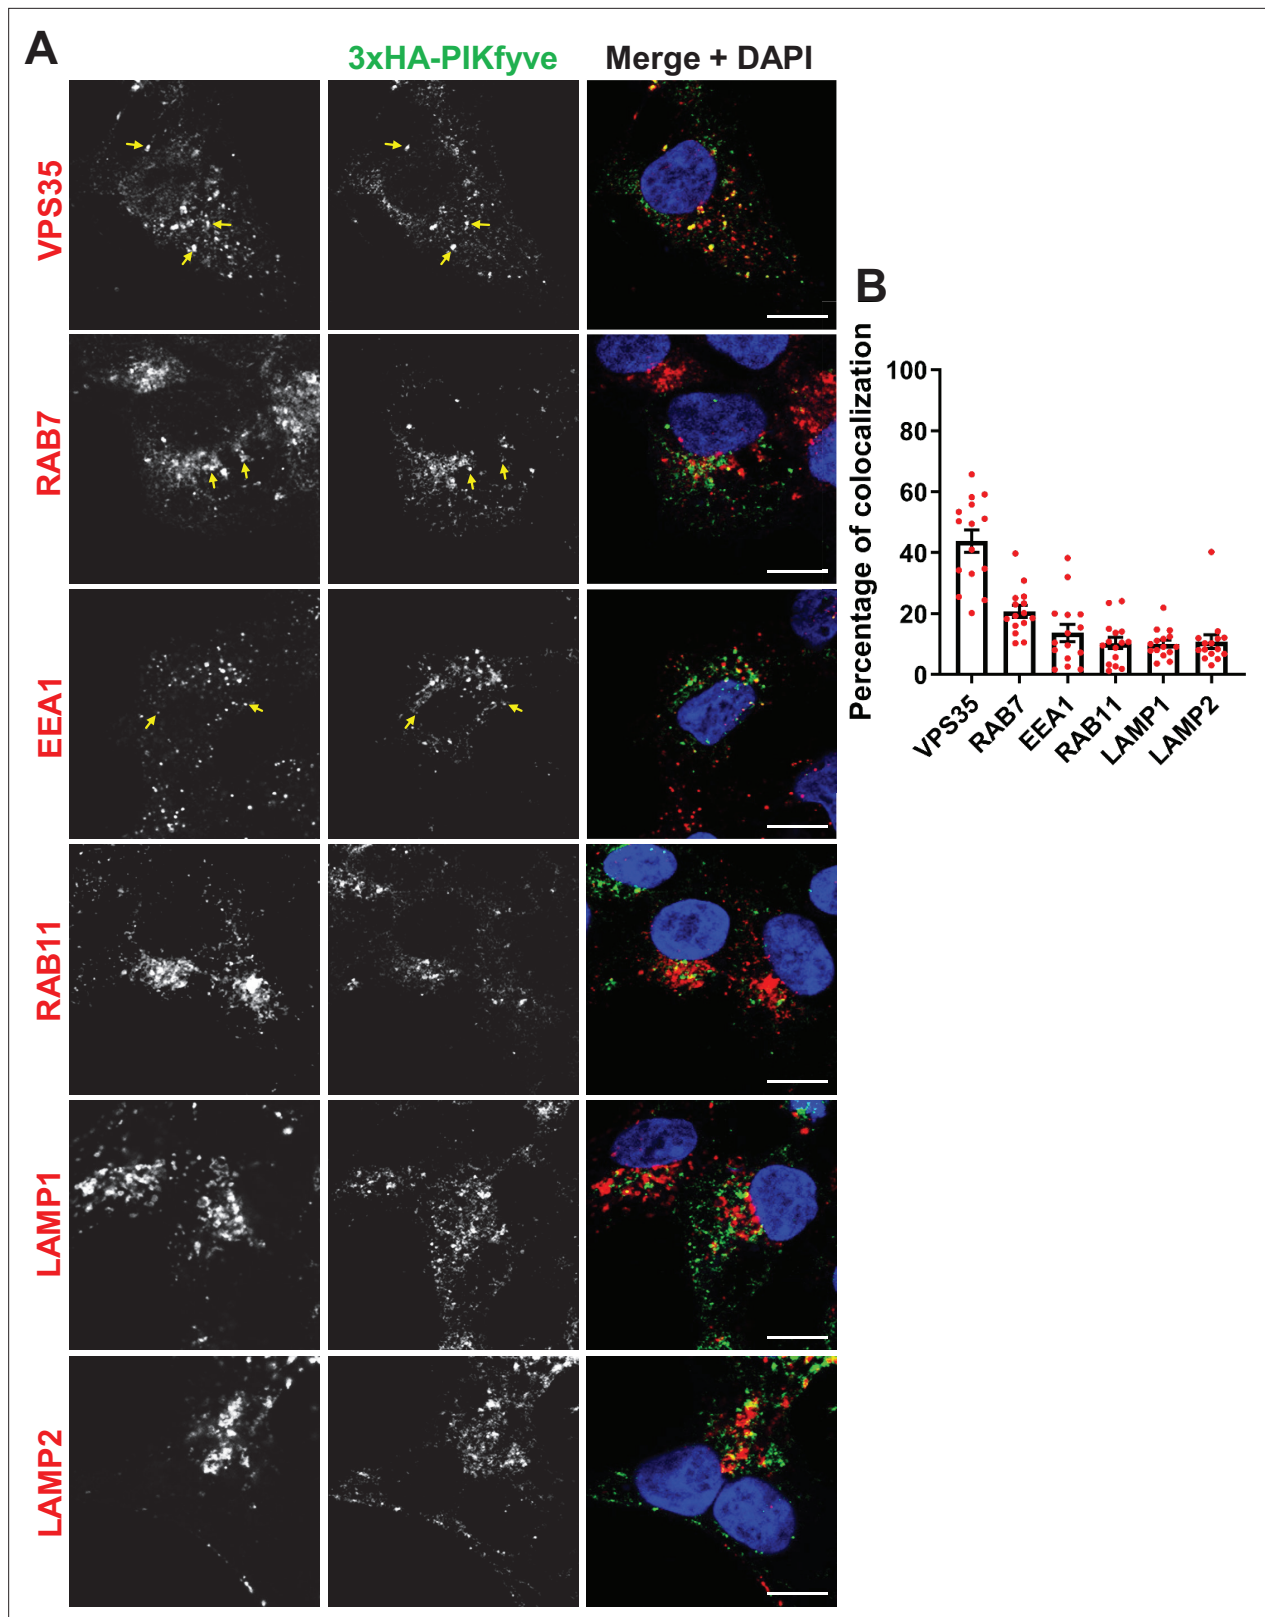 A
3xHA-PIKfyve
Merge + DAPI
VPS35
RAB7
EEA1
RAB11
LAMP1
LAMP2
B
Percentage of colocalization
100
80
60
40
20
0
VPS35
RAB7
EEA1
RAB11
LAMP1
LAMP2